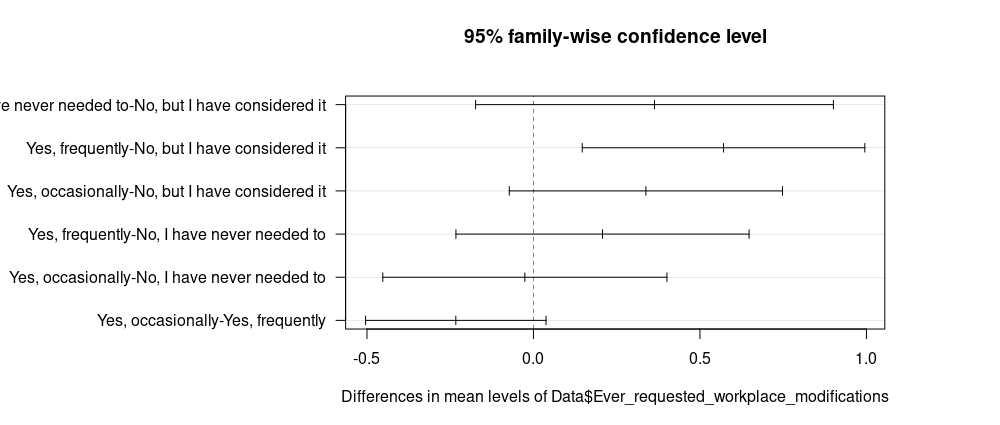 95% family-wise confidence level
never needed to-No, but I have considered it
Yes, frequently-No, but I have considered it
Yes, occasionally-No, but I have considered it
Yes, frequently-No, I have never needed to
Yes, occasionally-No, I have never needed to
Yes, occasionally-Yes, frequently
-0.5 0.0 0.5 1.0
Differences in mean levels of Data$Ever_requested_workplace_modifications